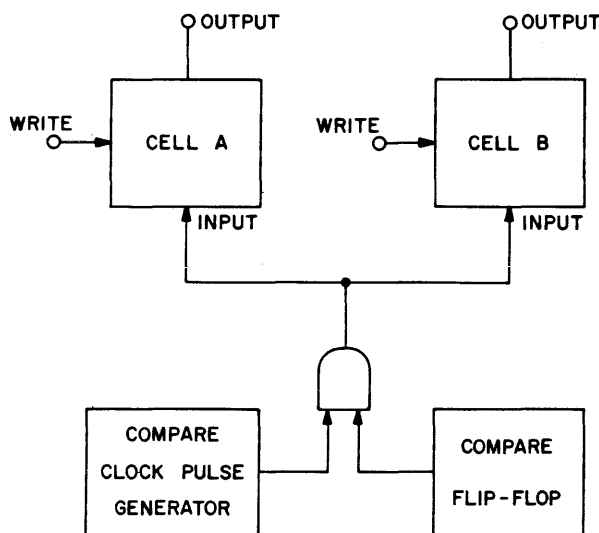 OUTPUT
OUTPUT
WRITE
CELL A
WRITE
CELL B
INPUT
INPUT
COMPARE
CLOCK PULSE
GENERATOR
COMPARE
FLIP-FLOP